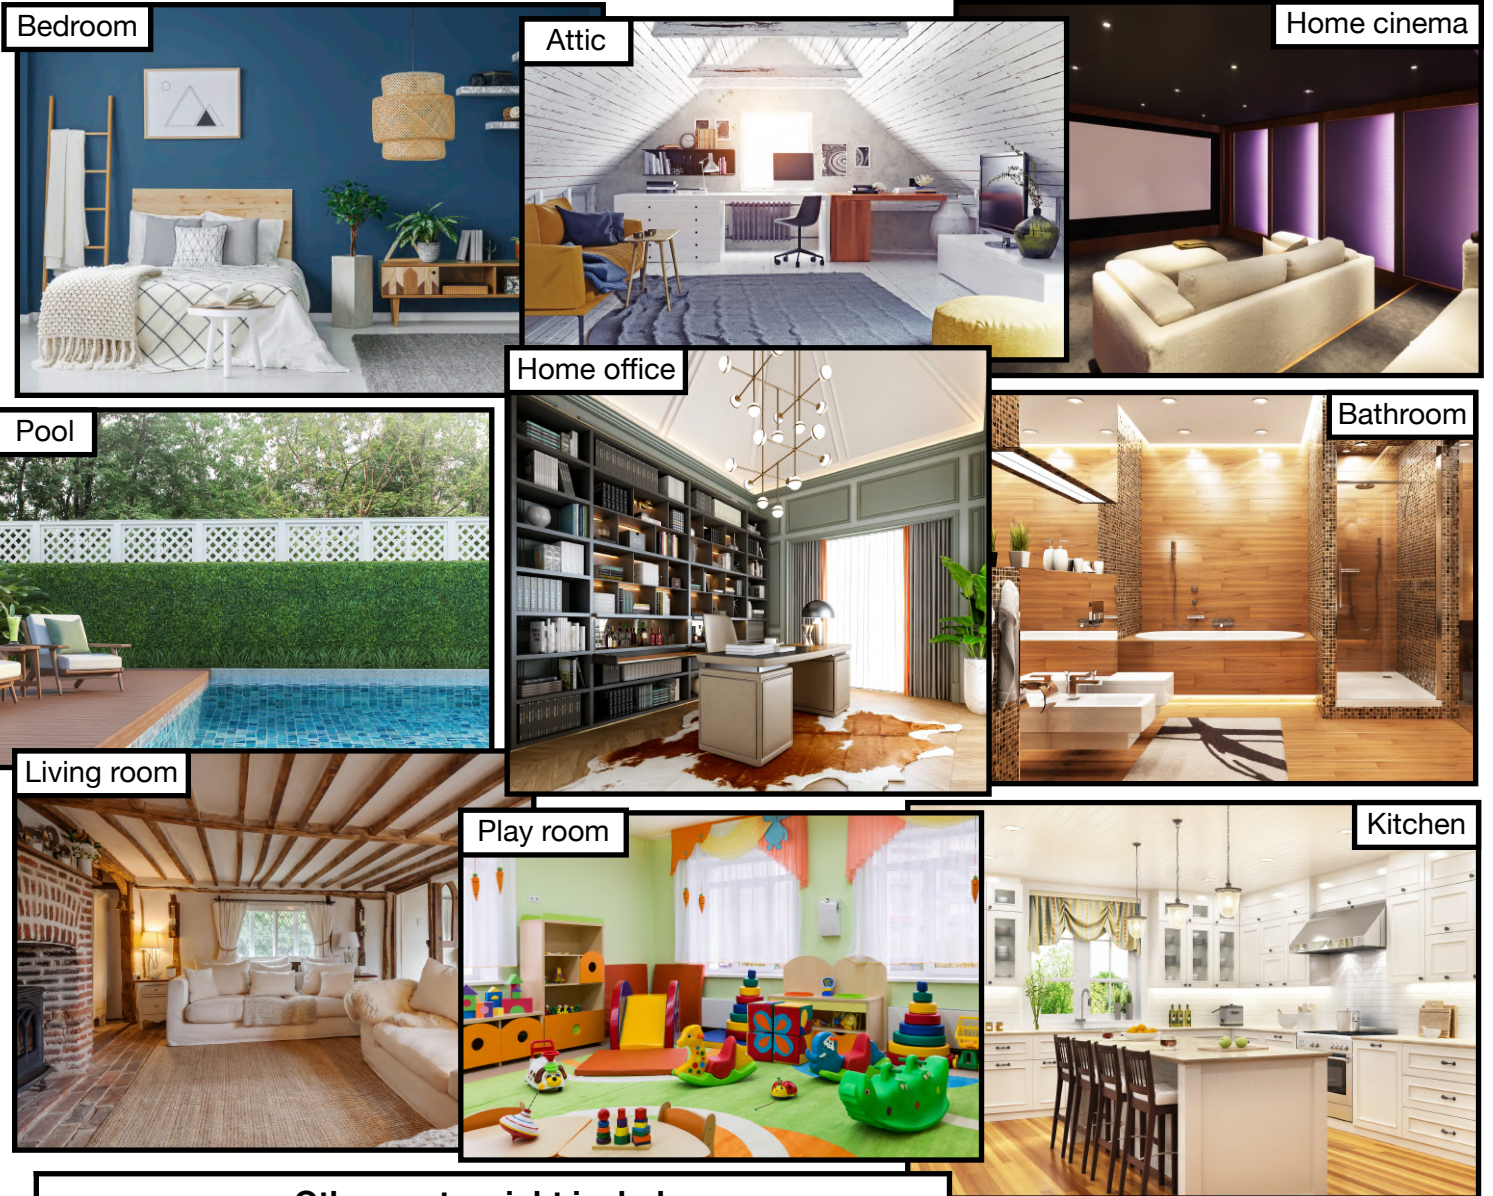 Bedroom
Attic
Home cinema
Home office
Pool
Bathroom
Living room
Play room
Kitchen